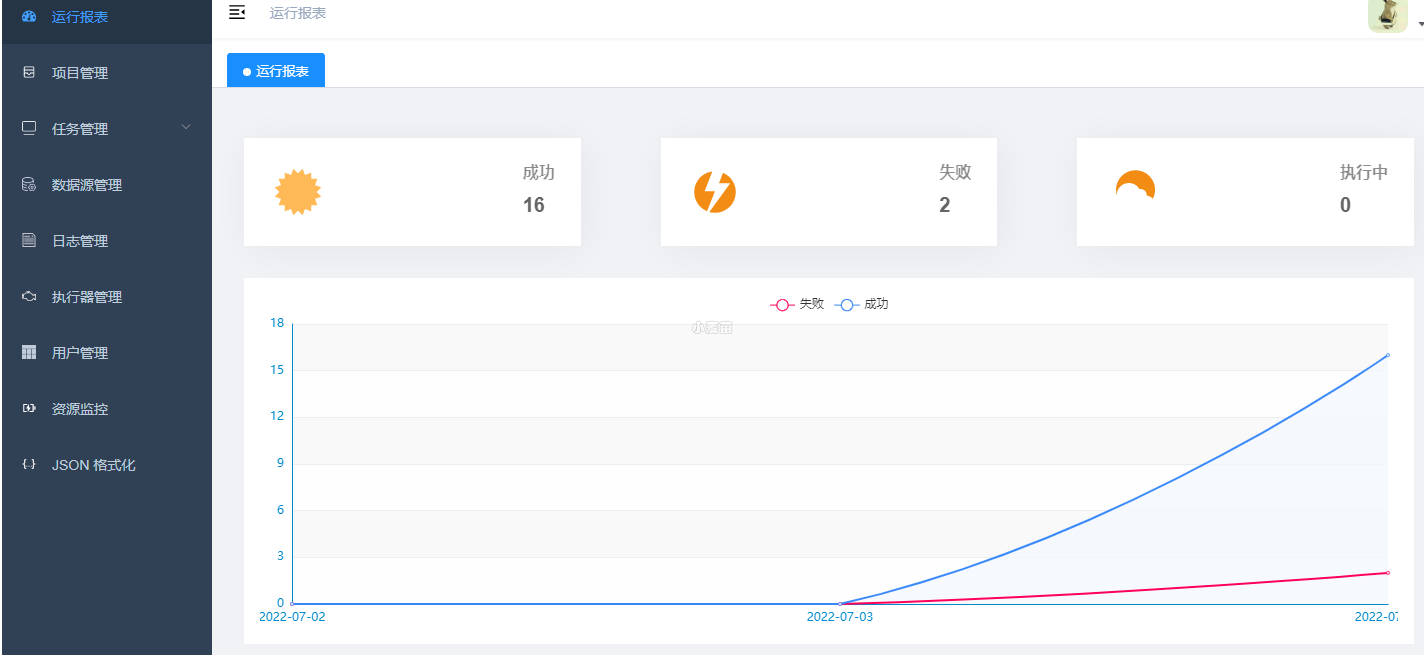 运行报表
项目管理
任务管理
数据源管理
日志管理
执行器管理
用户管理
资源监控
JSON 格式化
运行报表
运行报表
成功
16
失败
2
执行中
0
失败 成功
18
15
12
9
6
3
0
2022-07-02 2022-07-03 2022-07